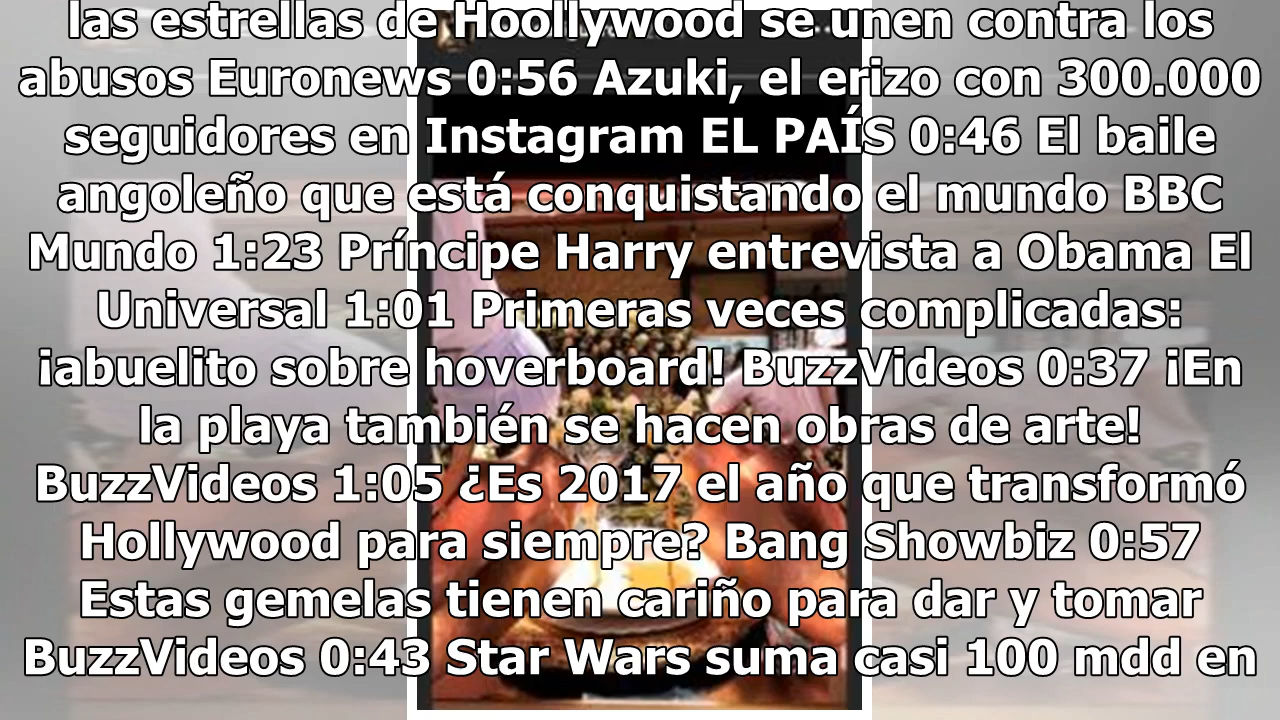 las estrellas de Hoollywood se unen contra los
abusos Euronews 0:56 Azuki, el erizo con 300.000
seguidores en Instagram EL PAÍS 0:46 El baile
angoleño que está conquistando el mundo BBC
Mundo 1:23 Príncipe Harry entrevista a Obama El
Universal 1:01 Primeras veces complicadas:
¡abuelito sobre hoverboard! BuzzVideos 0:37 ¡En
la playa también se hacen obras de arte!
BuzzVideos 1:05 ¿Es 2017 el año que transformó
Hollywood para siempre? Bang Showbiz 0:57
Estas gemelas tienen cariño para dar y tomar
BuzzVideos 0:43 Star Wars suma casi 100 mdd en